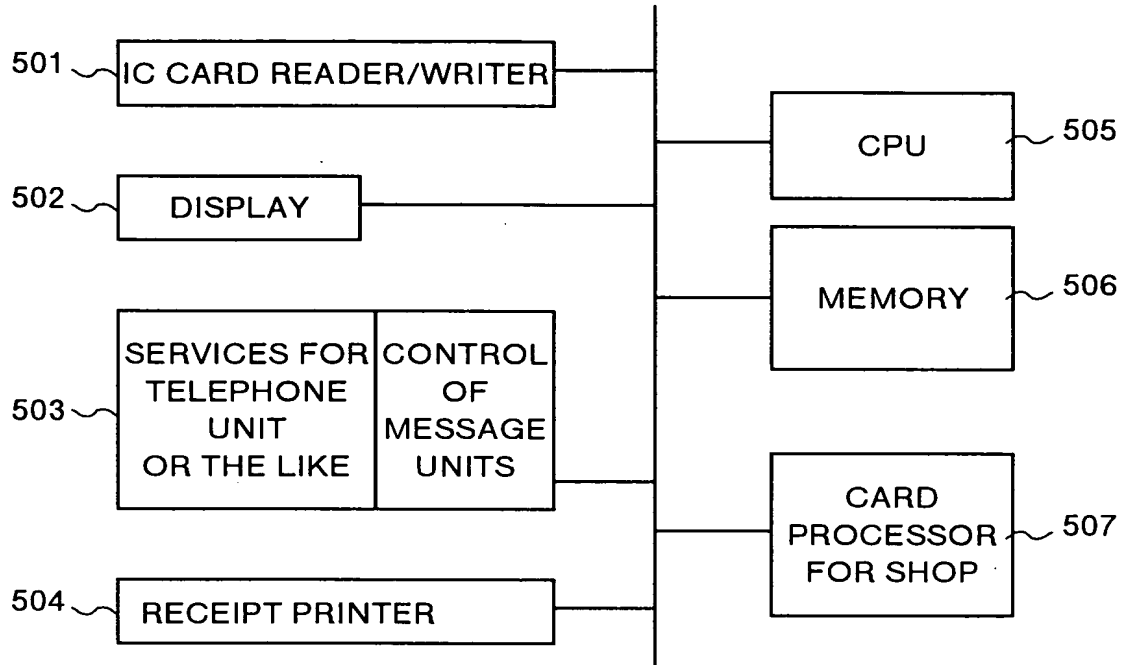 501
IC CARD READER/WRITER
502
DISPLAY
503
SERVICES FOR
TELEPHONE
UNIT
OR THE LIKE
CONTROL
OF
MESSAGE
UNITS
504
RECEIPT PRINTER
CPU
505
MEMORY
506
CARD
PROCESSOR
FOR SHOP
507